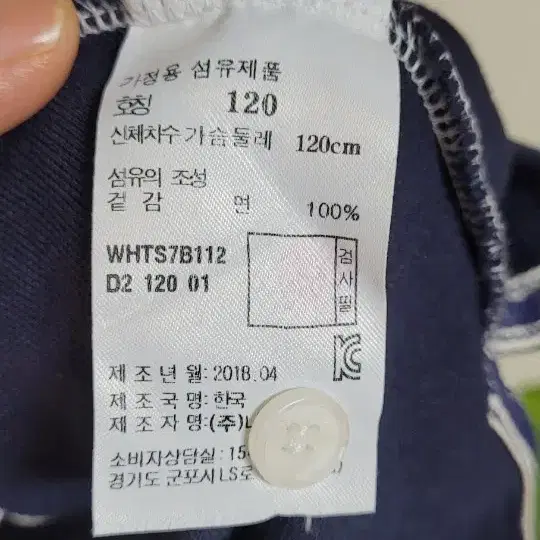 가정용 섬유제품
호칭 120
신체치수 가슴둘레 120cm
섬유의 조성
겉감 면 100%
WHTS7B112
D2 120 01
검사필
제조년월:2018.04
제조국명:한국
제조자명:(주)
소비자상담실:15
경기도 군포시 LS로